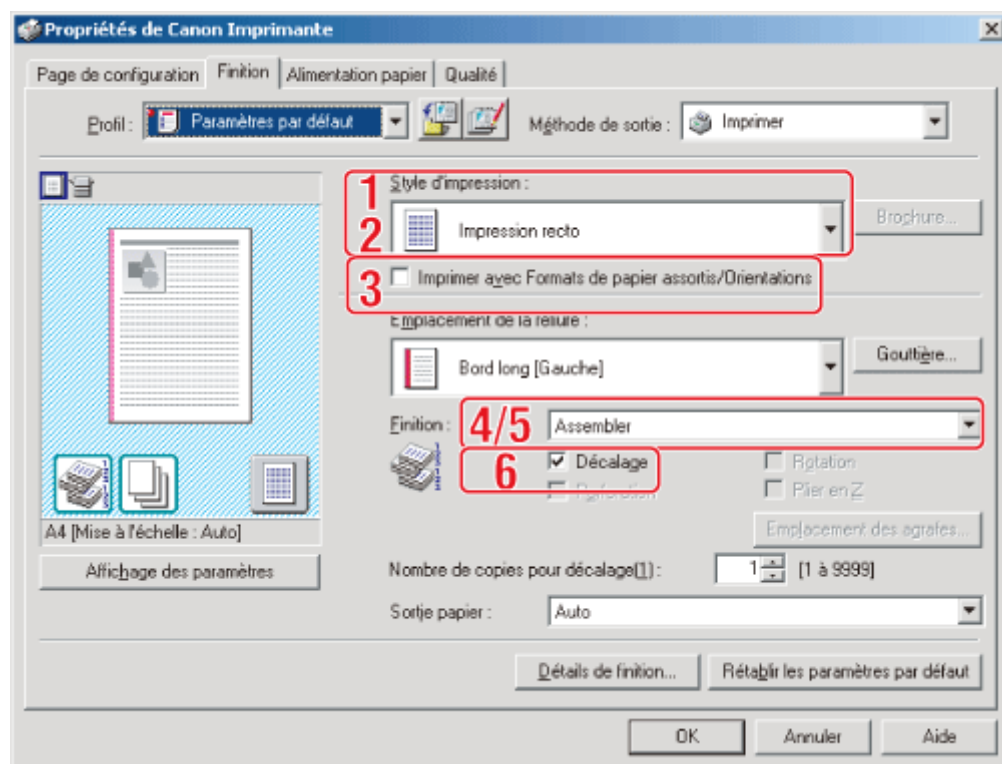 Propriétés de Canon Imprimante
Page de configuration Finition Alimentation papier Qualité
Profil : Paramètres par défaut Méthode de sortie : Imprimer
1 Style d'impression :
2 Impression recto Brochure...
3 Imprimer avec Formats de papier assortis/Orientations
Emplacement de la reliure :
Bord long [Gauche] Gouttière...
Finition : 4/5 Assembler
6 Décalage Rotation
Perforation Plier en Z
A4 [Mise à l'échelle : Auto] Emplacement des agrafes...
Affichage des paramètres Nombre de copies pour décalage(1) : 1 [1 à 9999]
Sortie papier : Auto
Détails de finition... Rétablir les paramètres par défaut
OK Annuler Aide